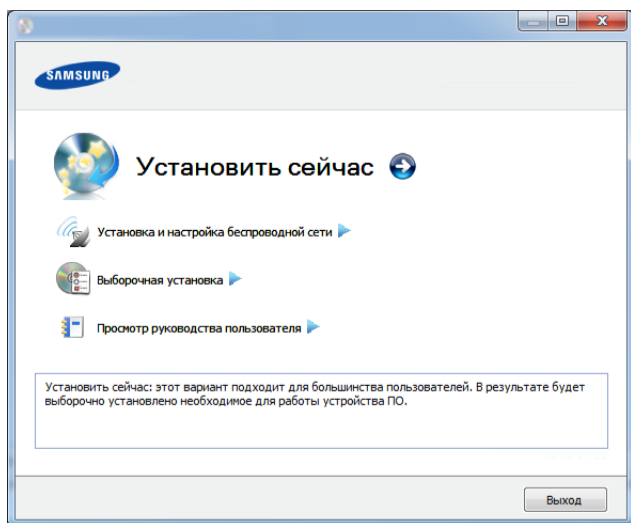 SAMSUNG
Установить сейчас
Установка и настройка беспроводной сети
Выборочная установка
Просмотр руководства пользователя
Установить сейчас: этот вариант подходит для большинства пользователей. В результате будет
выборочно установлено необходимое для работы устройства ПО.
Выход